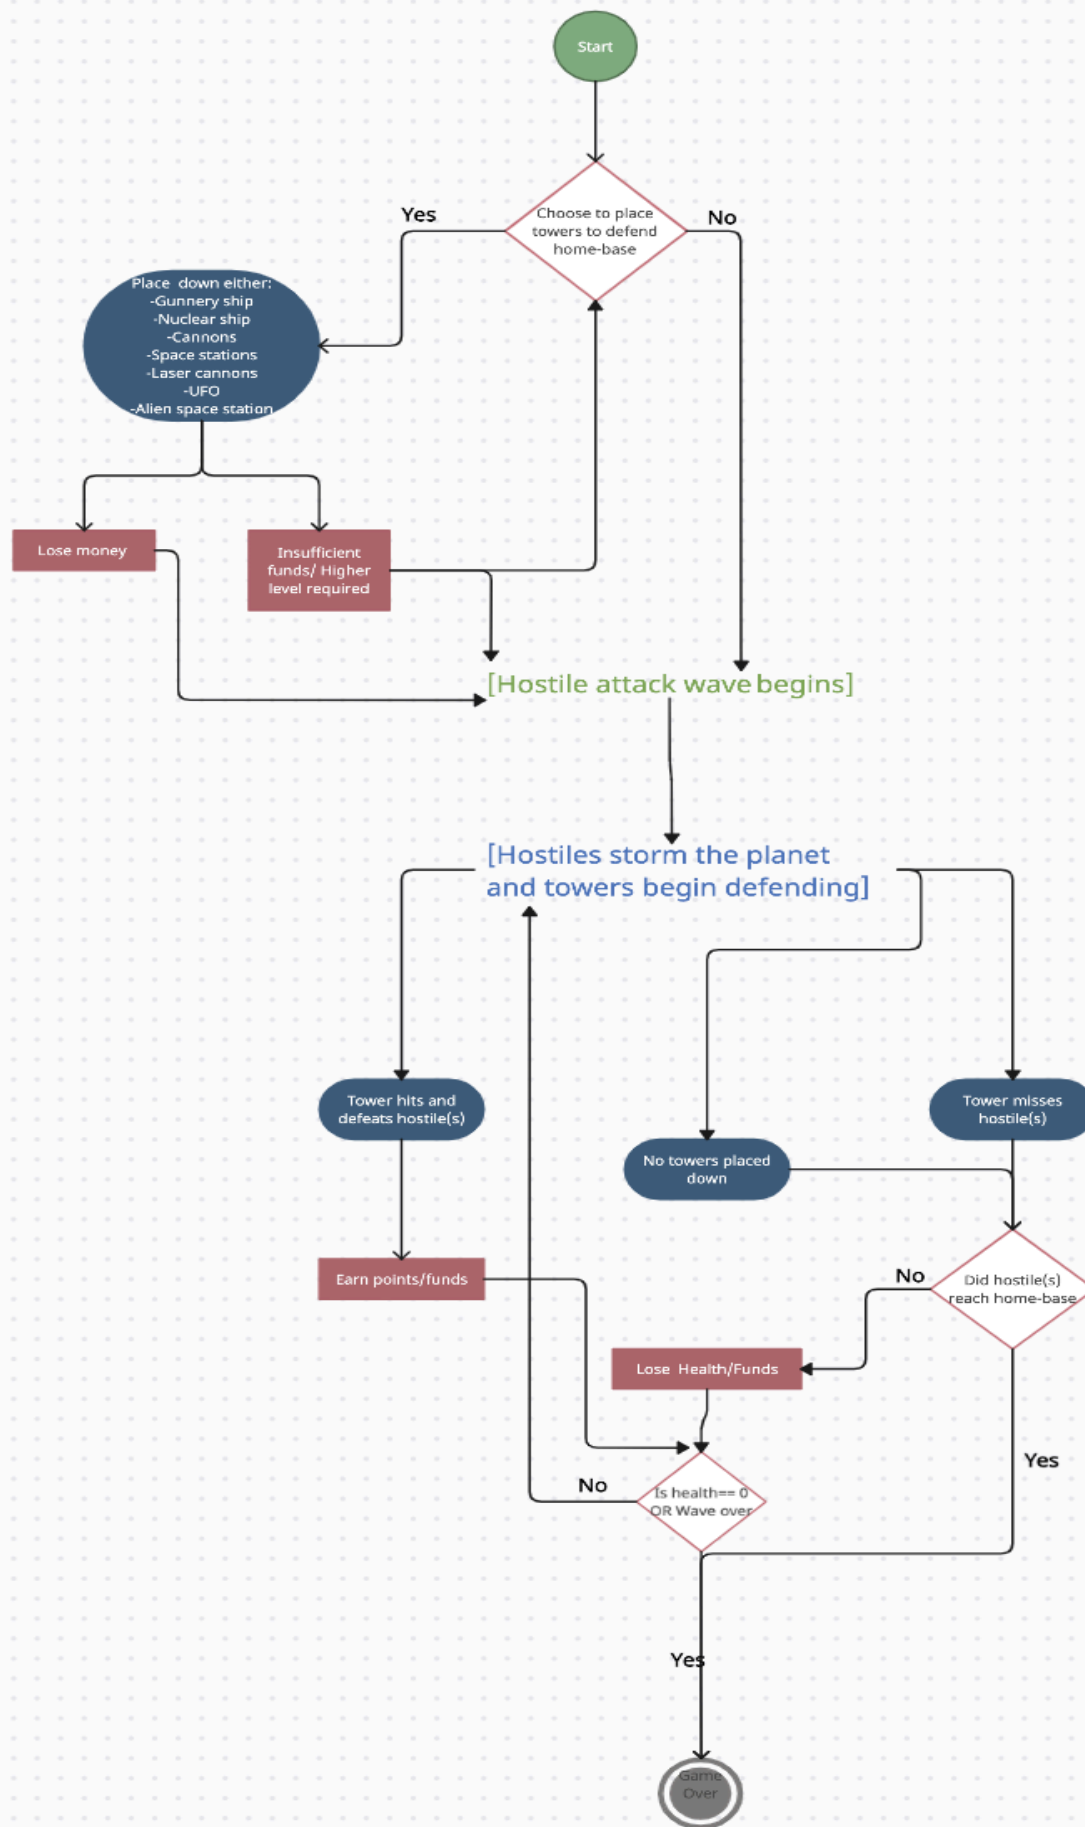 Start
Choose to place
towers to defend
home-base
Yes
No
Place down either:
-Gunnery ship
-Nuclear ship
-Cannons
-Space stations
-Laser cannons
-UFO
-Alien space station
Lose money
Insufficient
funds/ Higher
level required
[Hostile attack wave begins]
[Hostiles storm the planet
and towers begin defending]
Tower hits and
defeats hostile(s)
Tower misses
hostile(s)
No towers placed
down
Earn points/funds
No
Did hostile(s)
reach home-base
Lose Health/Funds
Yes
No
Is health== 0
OR Wave over
Yes
Game
Over